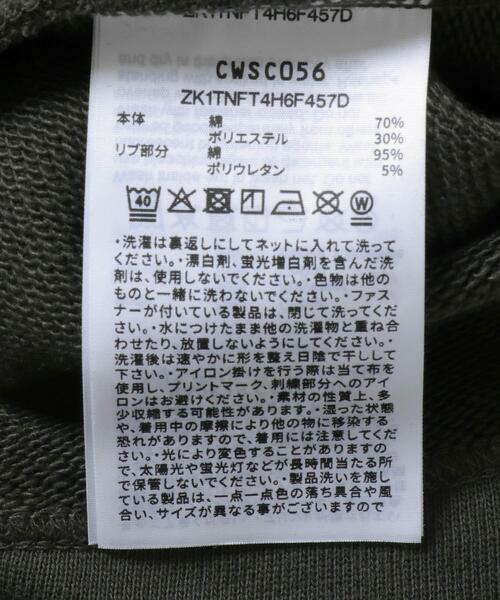 ZK1TNFT4H6F457D
CWSC056
ZK1TNFT4H6F457D
本体 綿 70%
ポリエステル 30%
リブ部分 綿 95%
ポリウレタン 5%
40 W
・洗濯は裏返しにしてネットに入れて洗って
ください。・漂白剤、蛍光増白剤を含んだ洗
剤は、使用しないでください。・色物は他の
ものと一緒に洗わないでください。・ファス
ナーが付いている製品は、閉じて洗ってくだ
さい。・水につけたまま他の洗濯物と重ね合
わせたり、放置しないようにしてください。・
洗濯後は速やかに形を整え日陰で干しして
下さい。・アイロン掛けを行う際は当て布を
使用し、プリントマーク、刺繍部分へのアイ
ロンはお避けください。・素材の性質上、多
少収縮する可能性があります。・湿った状態
や、着用中の摩擦により他の物に移染する
恐れがありますので、着用には注意してくだ
さい。・光により変色することがありますの
で、太陽光や蛍光灯などが長時間当たる所
で保管しないでください。・製品洗いを施し
ている製品は、一点一点色の落ち具合や風
合い、サイズが異なる事がございますので